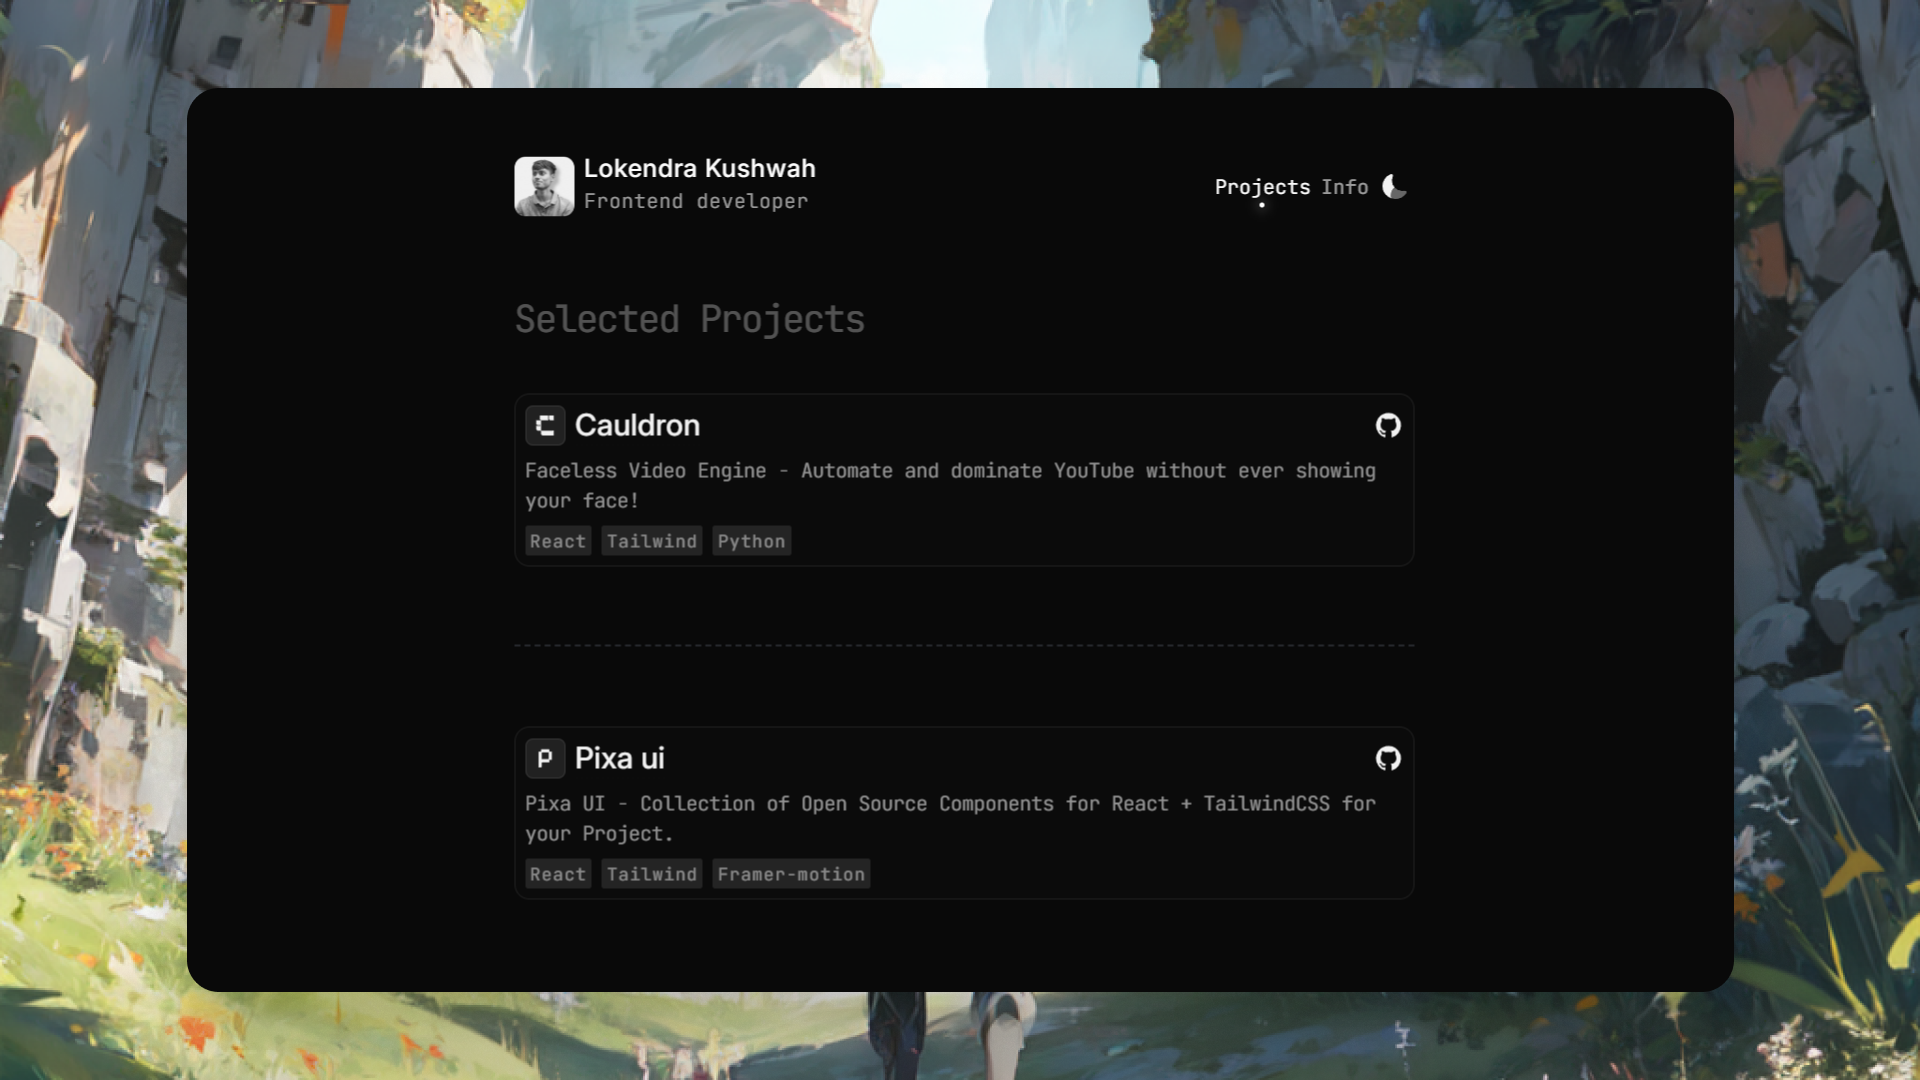 Lokendra Kushwah
Frontend developer
Projects Info
Selected Projects
C Cauldron
Faceless Video Engine - Automate and dominate YouTube without ever showing
your face!
React Tailwind Python
P Pixa ui
Pixa UI - Collection of Open Source Components for React + TailwindCSS for
your Project.
React Tailwind Framer-motion